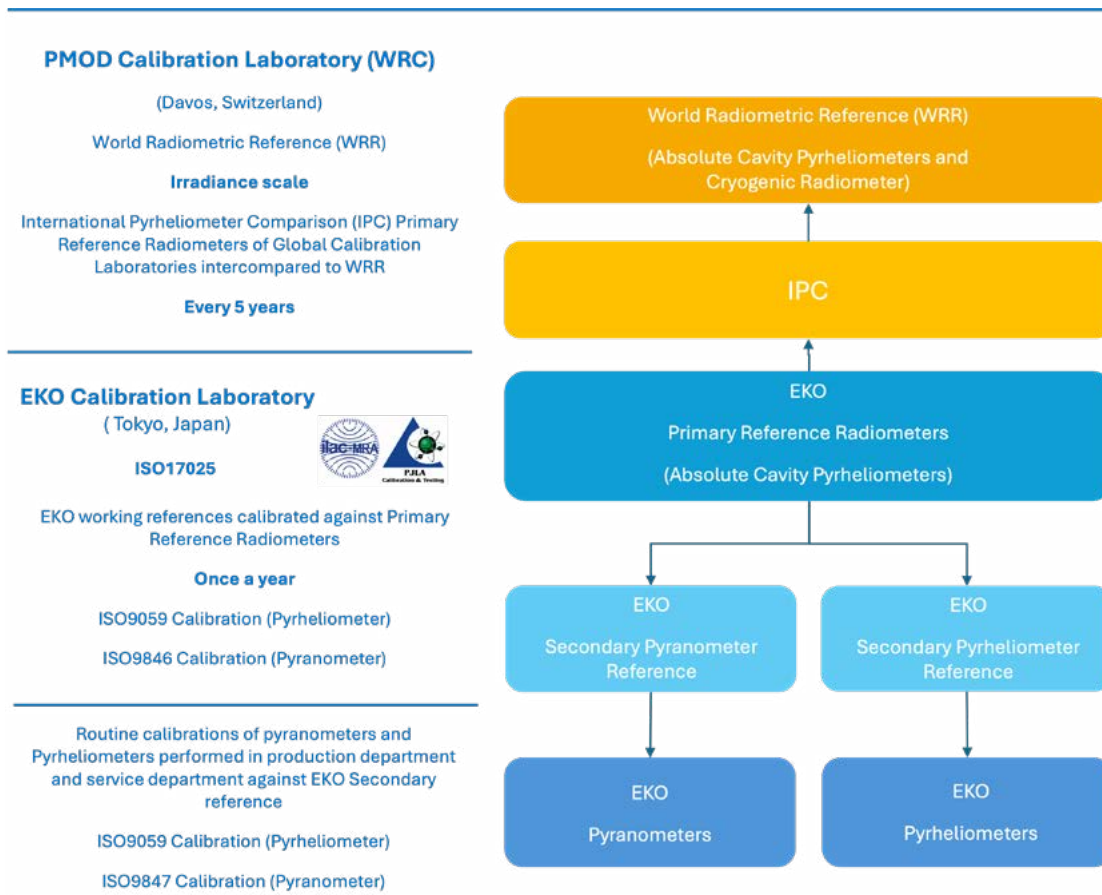 PMOD Calibration Laboratory (WRC)
(Davos, Switzerland)
World Radiometric Reference (WRR)
Irradiance scale
International Pyrheliometer Comparison (IPC) Primary
Reference Radiometers of Global Calibration
Laboratories intercompared to WRR
Every 5 years
World Radiometric Reference (WRR)
(Absolute Cavity Pyrheliometers and
Cryogenic Radiometer)
IPC
EKO Calibration Laboratory
( Tokyo, Japan)
ISO17025
ilac-MRA
PJLA
Calibration & Testing
EKO working references calibrated against Primary
Reference Radiometers
Once a year
ISO9059 Calibration (Pyrheliometer)
ISO9846 Calibration (Pyranometer)
EKO
Primary Reference Radiometers
(Absolute Cavity Pyrheliometers)
EKO
Secondary Pyranometer
Reference
EKO
Secondary Pyrheliometer
Reference
Routine calibrations of pyranometers and
Pyrheliometers performed in production department
and service department against EKO Secondary
reference
ISO9059 Calibration (Pyrheliometer)
ISO9847 Calibration (Pyranometer)
EKO
Pyranometers
EKO
Pyrheliometers